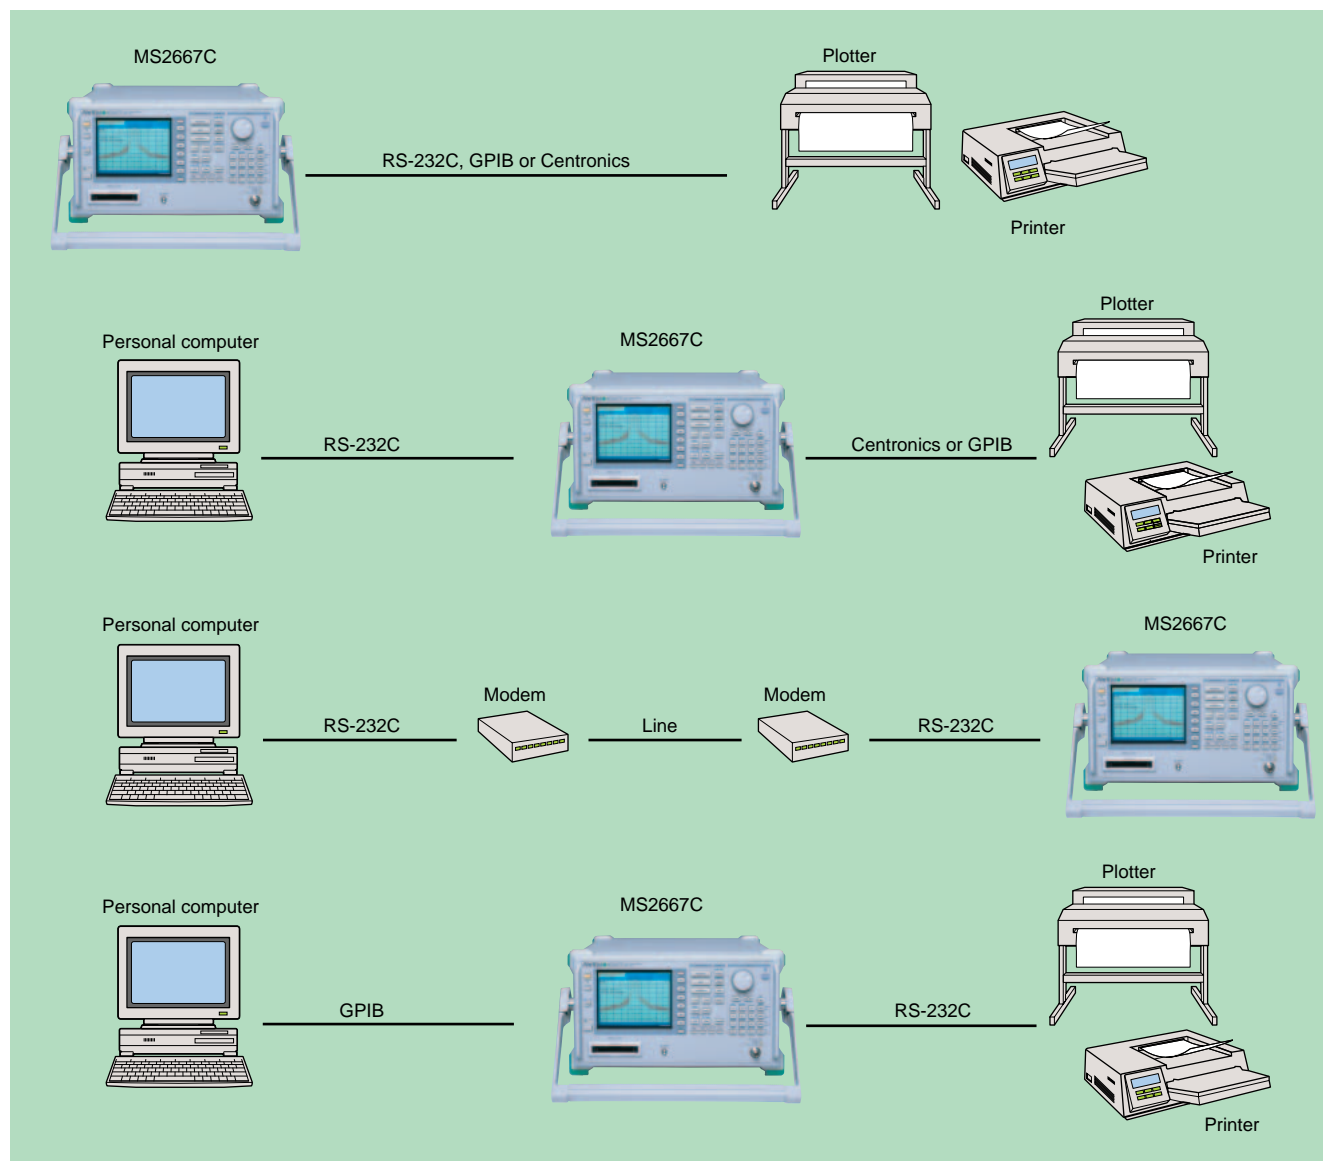 MS2667C
Plotter
RS-232C, GPIB or Centronics
Printer
Plotter
Personal computer
MS2667C
RS-232C
Centronics or GPIB
Printer
Personal computer
MS2667C
Modem
Modem
RS-232C
Line
RS-232C
Plotter
Personal computer
MS2667C
GPIB
RS-232C
Printer